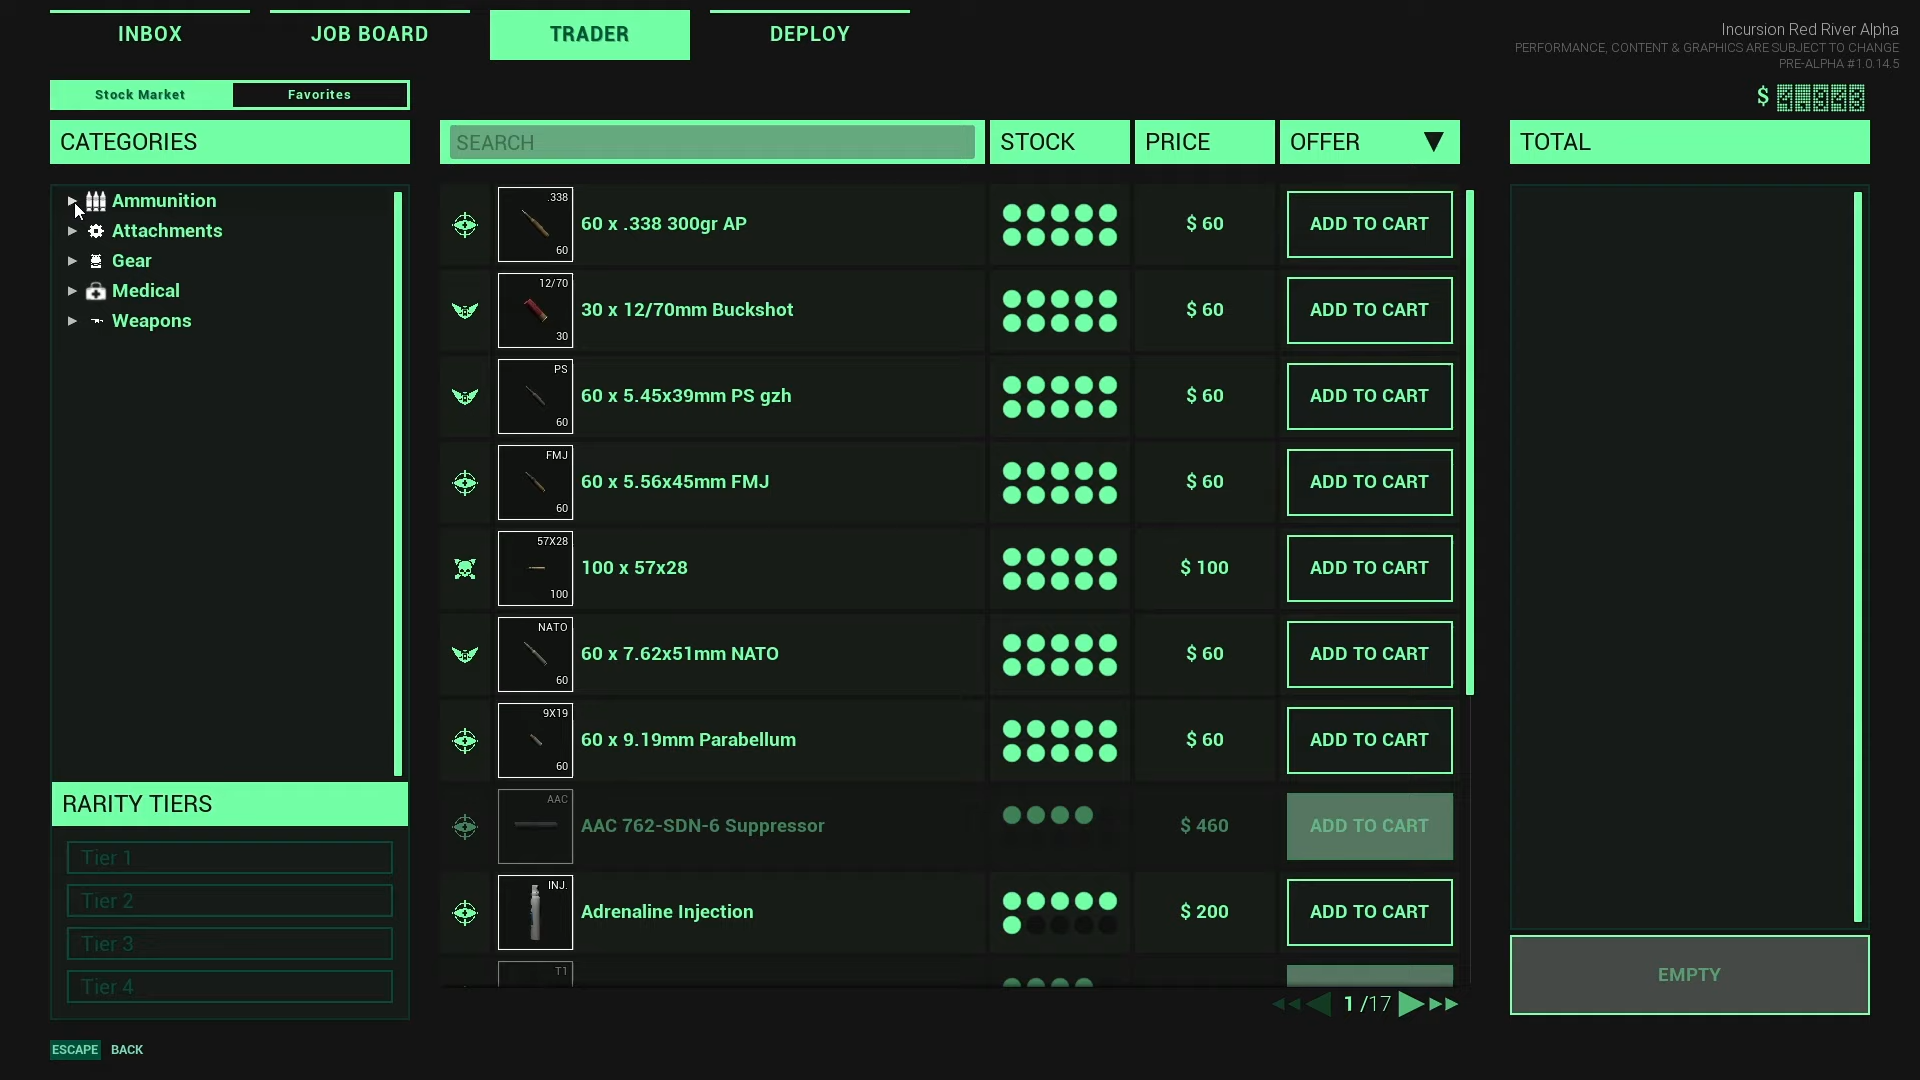 INBOX
JOB BOARD
TRADER
DEPLOY
Incursion Red River Alpha
PERFORMANCE, CONTENT & GRAPHICS ARE SUBJECT TO CHANGE
PRE-ALPHA #1.0.14.5
Stock Market
Favorites
$
CATEGORIES
SEARCH
STOCK
PRICE
OFFER
TOTAL
Ammunition
Attachments
Gear
Medical
Weapons
.338
60
60 x .338 300gr AP
$ 60
ADD TO CART
12/70
30
30 x 12/70mm Buckshot
$ 60
ADD TO CART
PS
60
60 x 5.45x39mm PS gzh
$ 60
ADD TO CART
FMJ
60
60 x 5.56x45mm FMJ
$ 60
ADD TO CART
57X28
100
100 x 57x28
$ 100
ADD TO CART
NATO
60
60 x 7.62x51mm NATO
$ 60
ADD TO CART
9X19
60
60 x 9.19mm Parabellum
$ 60
ADD TO CART
AAC
AAC 762-SDN-6 Suppressor
$ 460
ADD TO CART
INJ.
Adrenaline Injection
$ 200
ADD TO CART
T1
RARITY TIERS
Tier 1
Tier 2
Tier 3
Tier 4
1 /17
EMPTY
ESCAPE BACK